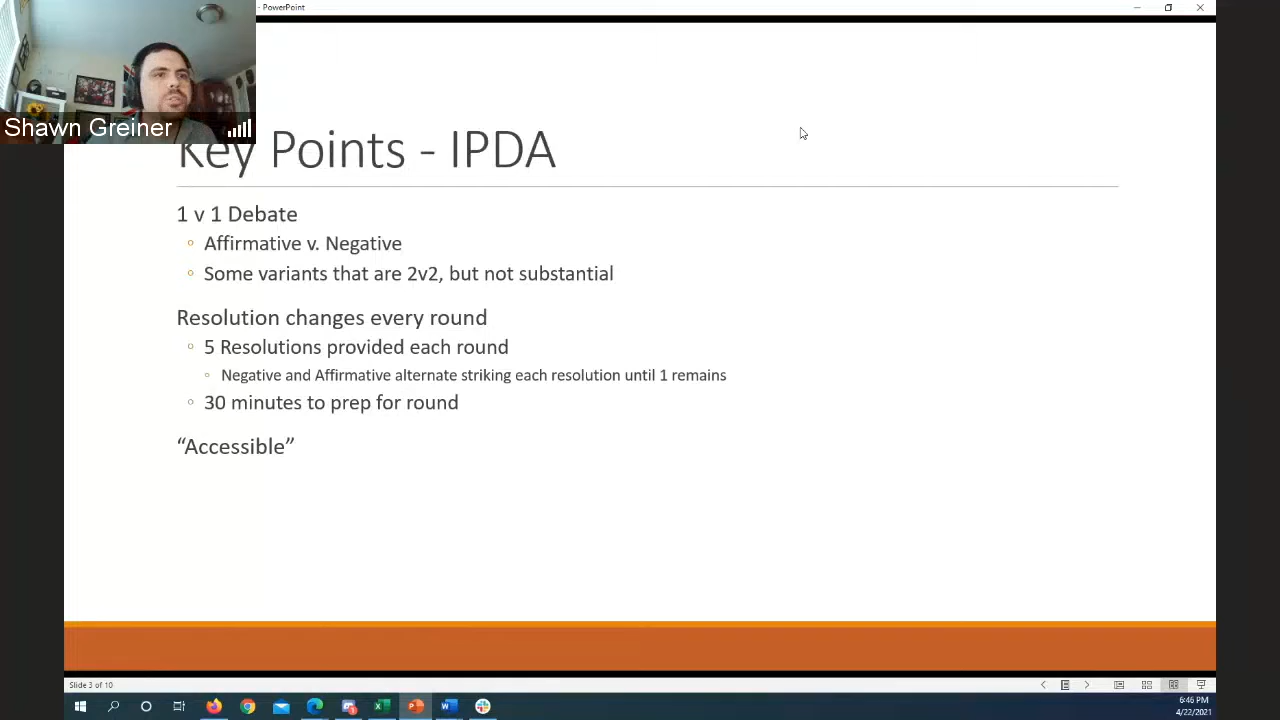 - PowerPoint
Shawn Greiner
Key Points - IPDA
1 v 1 Debate
Affirmative v. Negative
Some variants that are 2v2, but not substantial
Resolution changes every round
5 Resolutions provided each round
Negative and Affirmative alternate striking each resolution until 1 remains
30 minutes to prep for round
“Accessible”
Slide 3 of 10
6:46 PM
4/22/2021